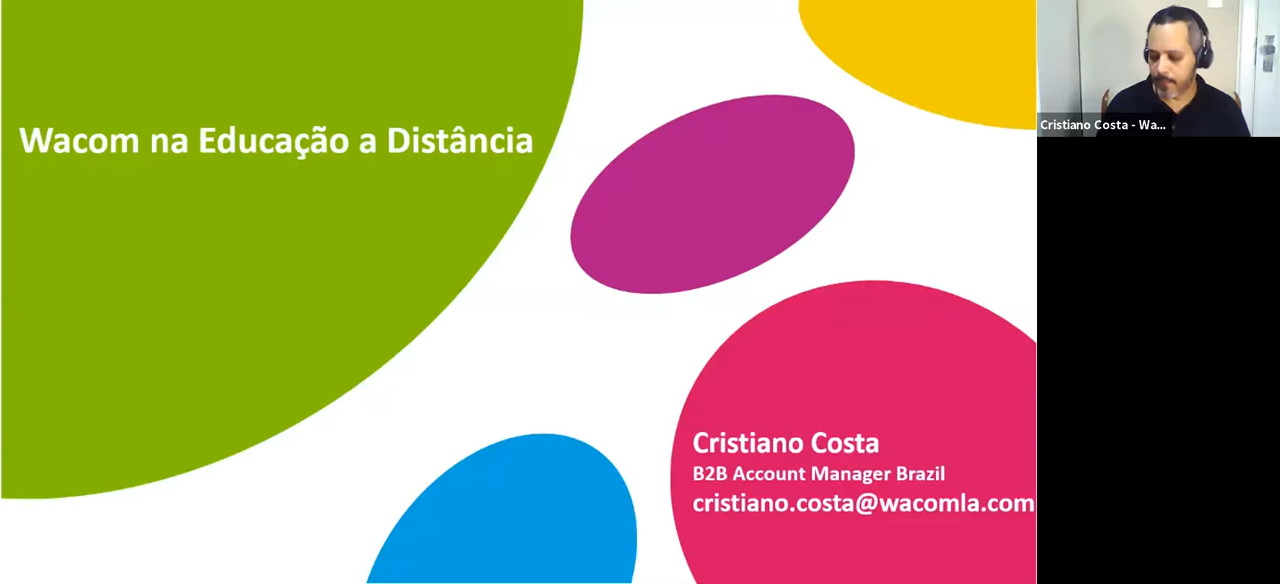 Wacom na Educação a Distância
Cristiano Costa - Wa...
Cristiano Costa
B2B Account Manager Brazil
cristiano.costa@wacomla.com